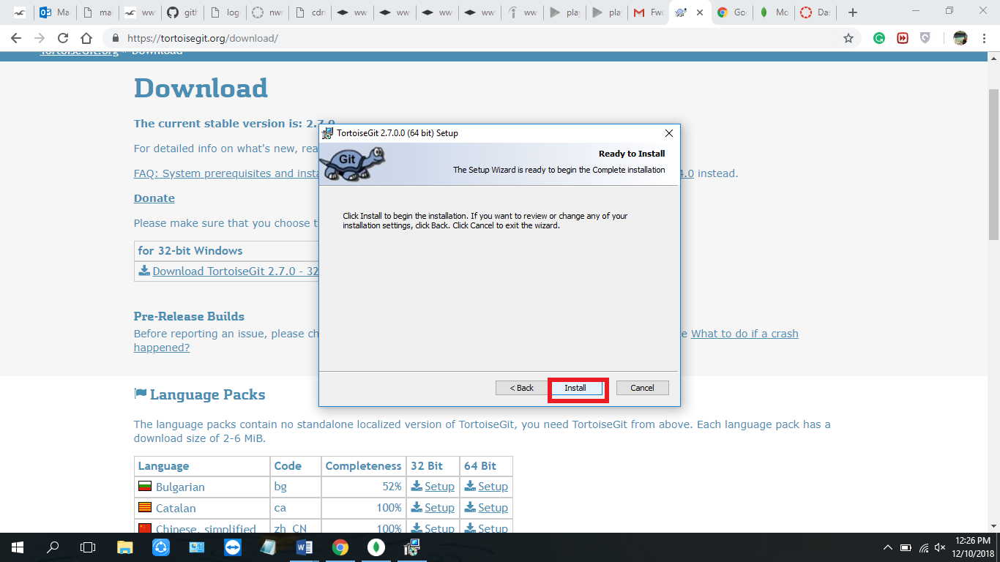 ma
ww
gith
log
nw
cdn
ww
ww
ww
ww
ww
play
pla
Fwc
Go
Mo
Das
https://tortoisegit.org/download/
TortoiseGit.org » Download
Download
The current stable version is: 2.7.0
For detailed info on what's new, rea
FAQ: System prerequisites and insta
4.0 instead.
Donate
Please make sure that you choose t
for 32-bit Windows
Download TortoiseGit 2.7.0 - 32
Pre-Release Builds
Before reporting an issue, please ch
e What to do if a crash
happened?
TortoiseGit 2.7.0.0 (64 bit) Setup
Git
Ready to Install
The Setup Wizard is ready to begin the Complete installation
Click Install to begin the installation. If you want to review or change any of your
installation settings, click Back. Click Cancel to exit the wizard.
< Back Install Cancel
Language Packs
The language packs contain no standalone localized version of TortoiseGit, you need TortoiseGit from above. Each language pack has a
download size of 2-6 MiB.
Language Code Completeness 32 Bit 64 Bit
Bulgarian bg 52% Setup Setup
Catalan ca 100% Setup Setup
Chinese, simplified zh_CN 100% Setup Setup
12:26 PM
12/10/2018